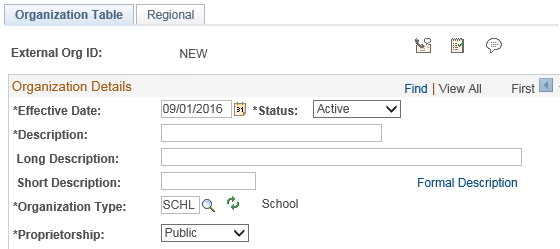 Organization Table Regional
External Org ID: NEW
Organization Details Find | View All First
*Effective Date: 09/01/2016 31 *Status: Active
*Description:
Long Description:
Short Description: Formal Description
*Organization Type: SCHL School
*Proprietorship: Public